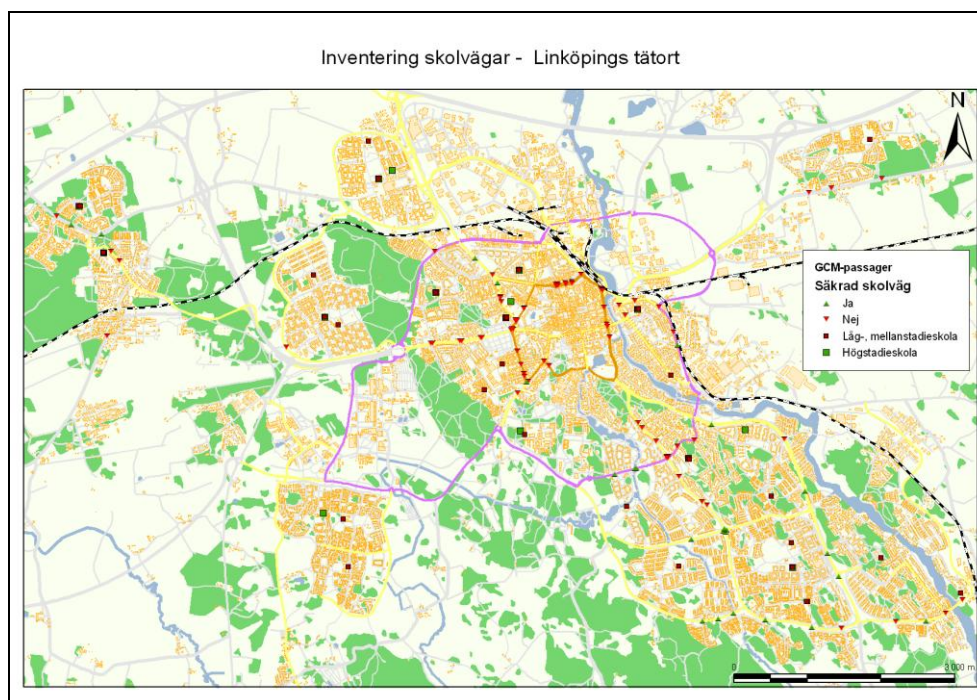 Inventering skolvägar - Linköpings tätort
N
GCM-passager
Säkrad skolväg
Ja
Nej
Låg-, mellanstadieskola
Högstadieskola
0
3 000 m